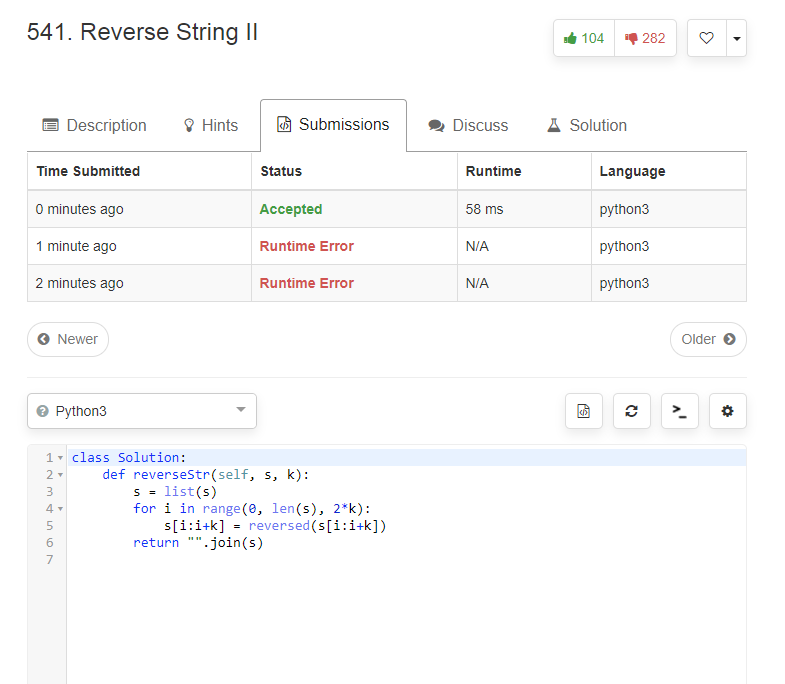 541. Reverse String II
104 282
Description Hints Submissions Discuss Solution
Time Submitted Status Runtime Language
0 minutes ago Accepted 58 ms python3
1 minute ago Runtime Error N/A python3
2 minutes ago Runtime Error N/A python3
Newer Older
? Python3 >_
1 class Solution:
2     def reverseStr(self, s, k):
3         s = list(s)
4         for i in range(0, len(s), 2*k):
5             s[i:i+k] = reversed(s[i:i+k])
6         return "".join(s)
7